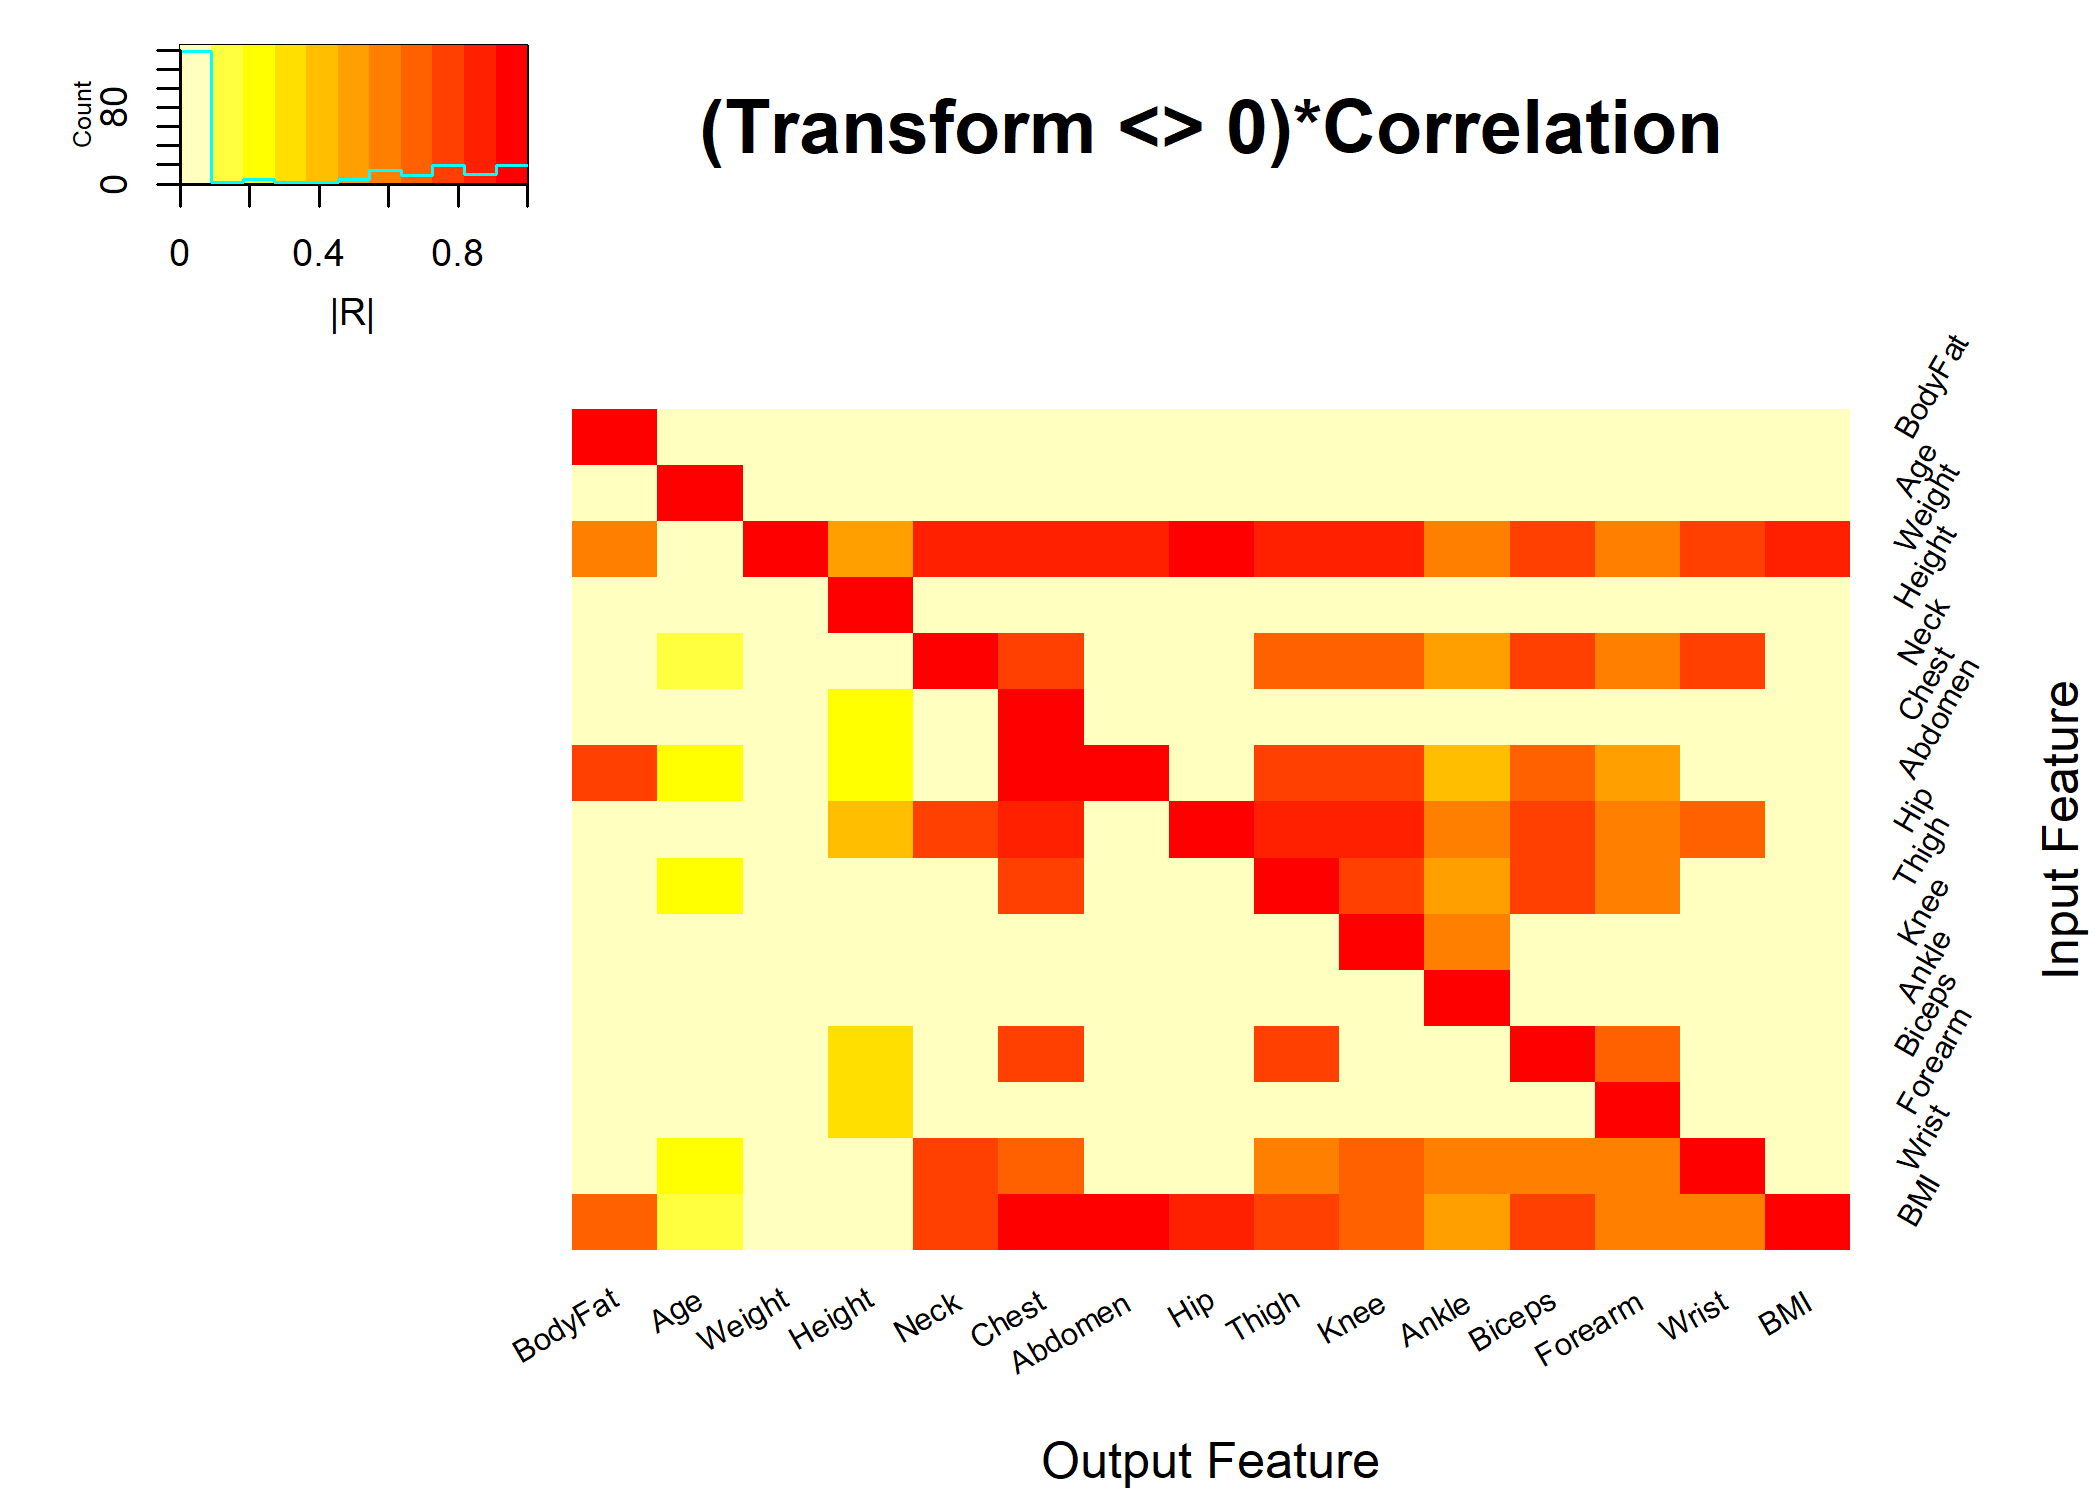 Count
0
80
0
0.4
0.8
|R|
(Transform <> 0)*Correlation
BodyFat
Age
Weight
Height
Neck
Chest
Abdomen
Hip
Thigh
Knee
Ankle
Biceps
Forearm
Wrist
BMI
Input Feature
BodyFat
Age
Weight
Height
Neck
Chest
Abdomen
Hip
Thigh
Knee
Ankle
Biceps
Forearm
Wrist
BMI
Output Feature